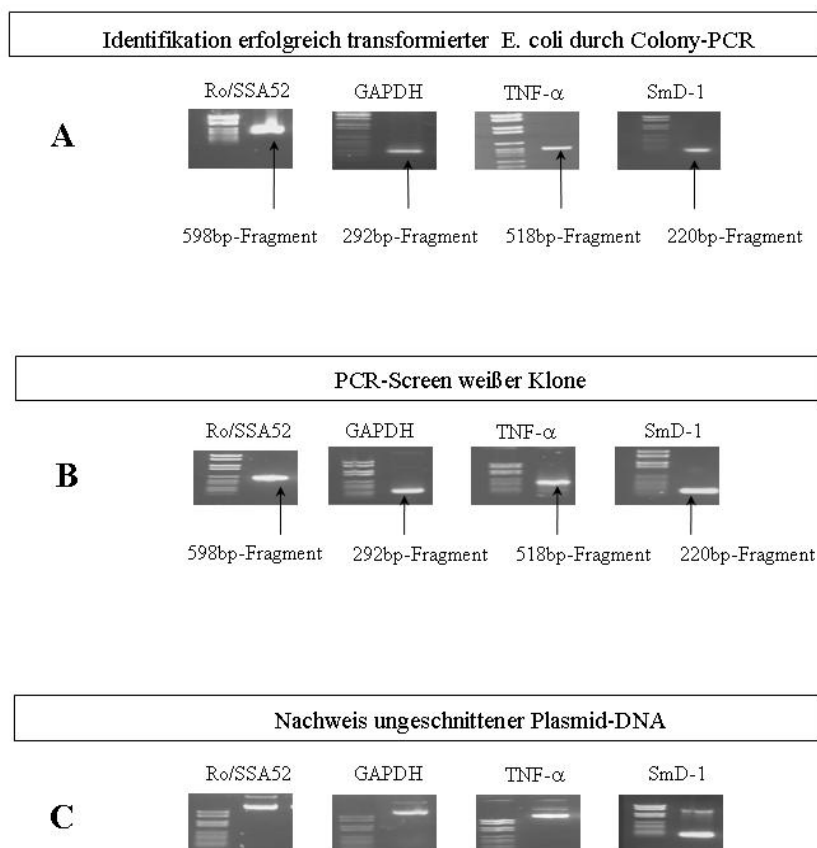 Identifikation erfolgreich transformierter E. coli durch Colony-PCR
Ro/SSA52 GAPDH TNF-α SmD-1
A
598bp-Fragment 292bp-Fragment 518bp-Fragment 220bp-Fragment
PCR-Screen weißer Klone
Ro/SSA52 GAPDH TNF-α SmD-1
B
598bp-Fragment 292bp-Fragment 518bp-Fragment 220bp-Fragment
Nachweis ungeschnittener Plasmid-DNA
Ro/SSA52 GAPDH TNF-α SmD-1
C